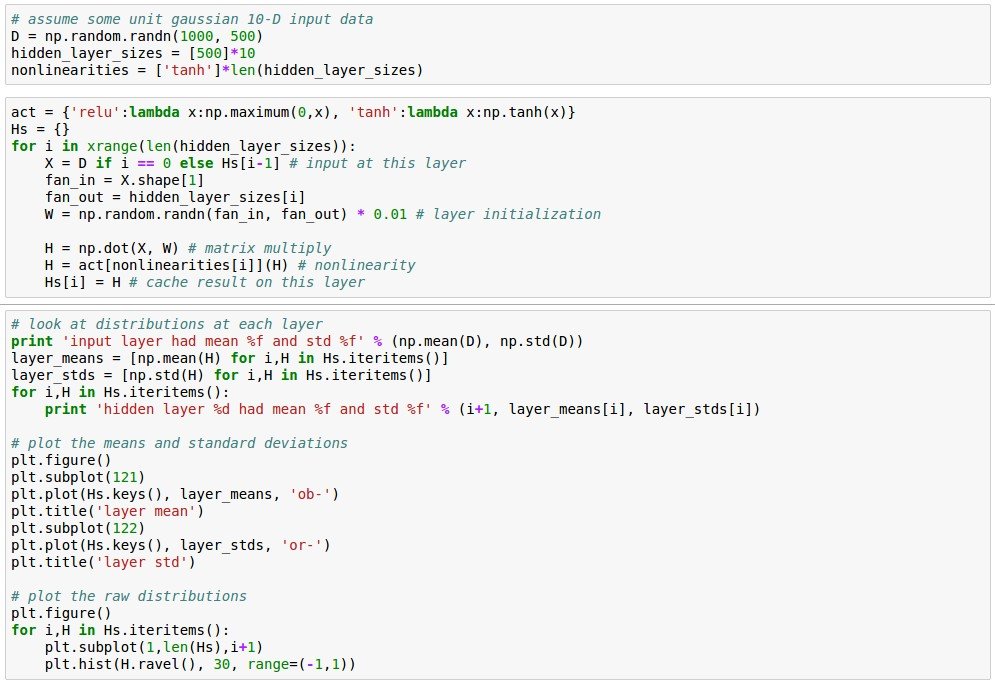 # assume some unit gaussian 10-D input data
D = np.random.randn(1000, 500)
hidden_layer_sizes = [500]*10
nonlinearities = ['tanh']*len(hidden_layer_sizes)
act = {'relu':lambda x:np.maximum(0,x), 'tanh':lambda x:np.tanh(x)}
Hs = {}
for i in xrange(len(hidden_layer_sizes)):
    X = D if i == 0 else Hs[i-1] # input at this layer
    fan_in = X.shape[1]
    fan_out = hidden_layer_sizes[i]
    W = np.random.randn(fan_in, fan_out) * 0.01 # layer initialization
    H = np.dot(X, W) # matrix multiply
    H = act[nonlinearities[i]](H) # nonlinearity
    Hs[i] = H # cache result on this layer
# look at distributions at each layer
print 'input layer had mean %f and std %f' % (np.mean(D), np.std(D))
layer_means = [np.mean(H) for i,H in Hs.iteritems()]
layer_stds = [np.std(H) for i,H in Hs.iteritems()]
for i,H in Hs.iteritems():
    print 'hidden layer %d had mean %f and std %f' % (i+1, layer_means[i], layer_stds[i])
# plot the means and standard deviations
plt.figure()
plt.subplot(121)
plt.plot(Hs.keys(), layer_means, 'ob-')
plt.title('layer mean')
plt.subplot(122)
plt.plot(Hs.keys(), layer_stds, 'or-')
plt.title('layer std')
# plot the raw distributions
plt.figure()
for i,H in Hs.iteritems():
    plt.subplot(1,len(Hs),i+1)
    plt.hist(H.ravel(), 30, range=(-1,1))